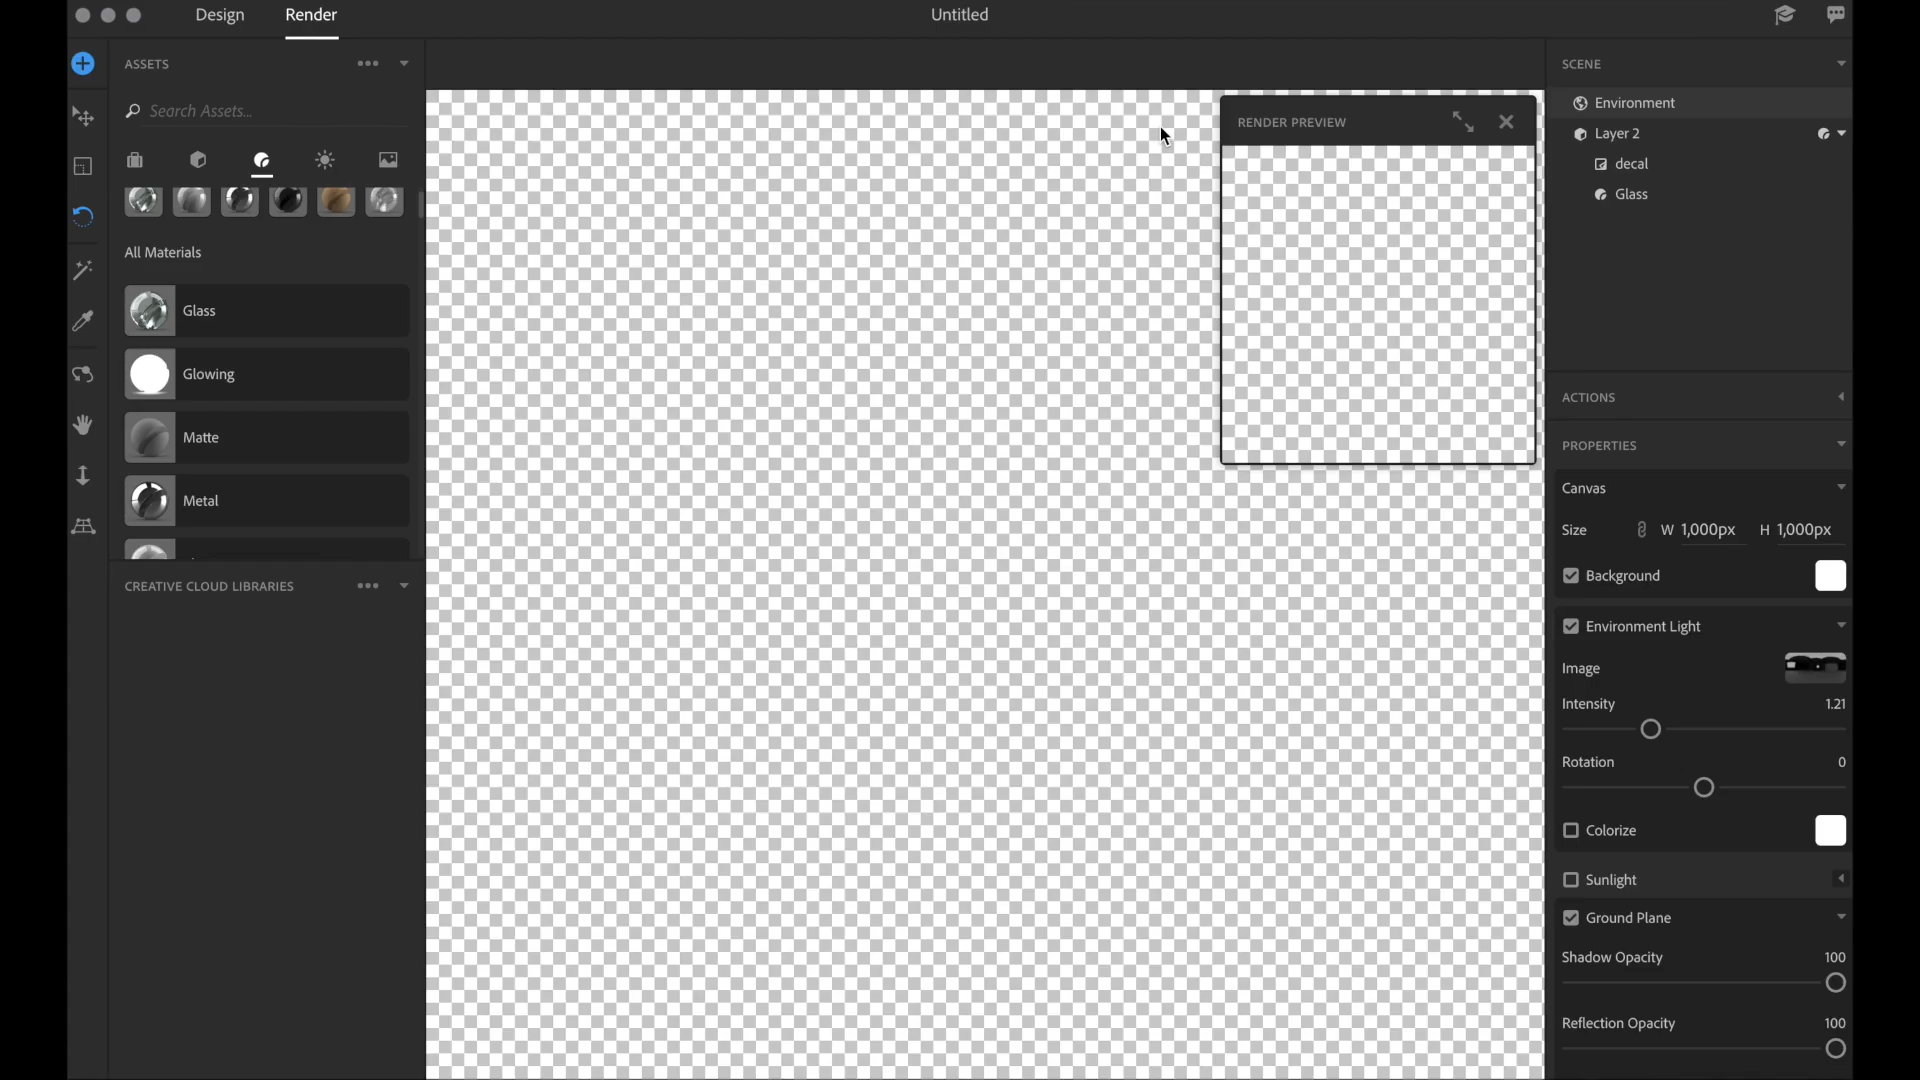 Design
Render
Untitled
ASSETS
Search Assets...
All Materials
Glass
Glowing
Matte
Metal
CREATIVE CLOUD LIBRARIES
RENDER PREVIEW
SCENE
Environment
Layer 2
decal
Glass
ACTIONS
PROPERTIES
Canvas
Size W 1,000px H 1,000px
Background
Environment Light
Image
Intensity 1.21
Rotation 0
Colorize
Sunlight
Ground Plane
Shadow Opacity 100
Reflection Opacity 100